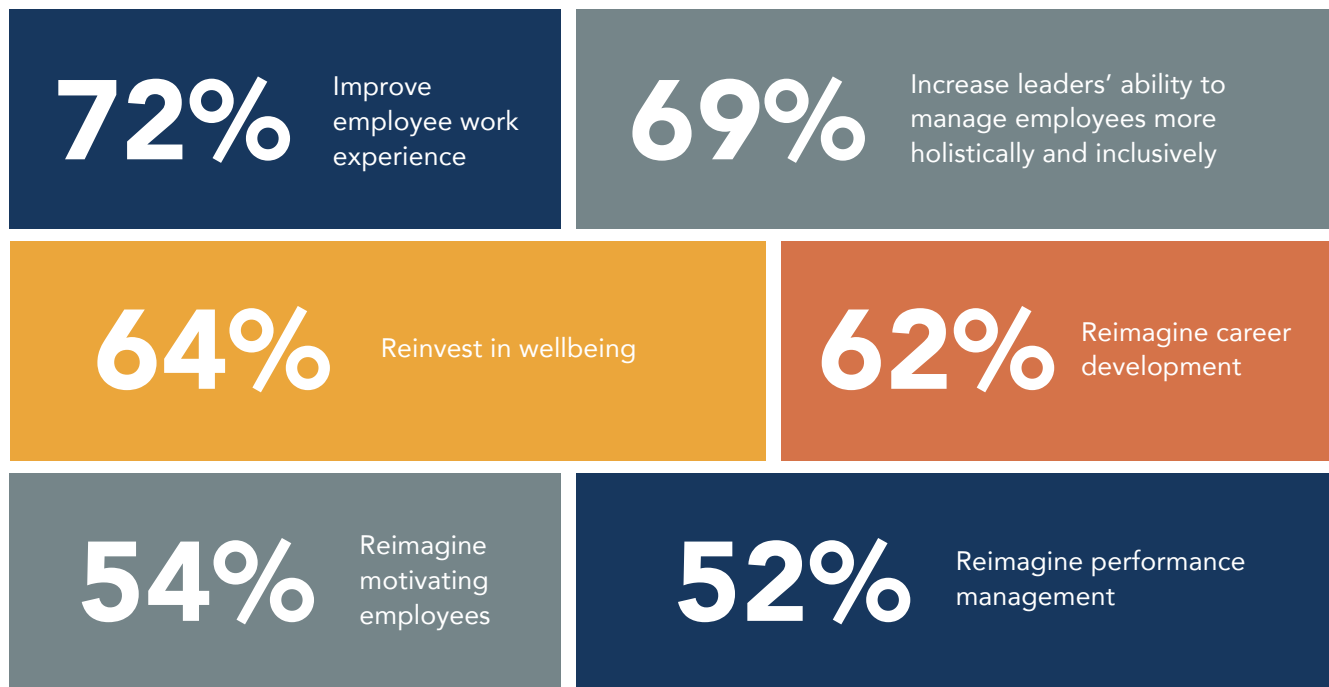 72%
Improve
employee work
experience
69%
Increase leaders’ ability to
manage employees more
holistically and inclusively
64%
Reinvest in wellbeing
62%
Reimagine career
development
54%
Reimagine
motivating
employees
52%
Reimagine performance
management